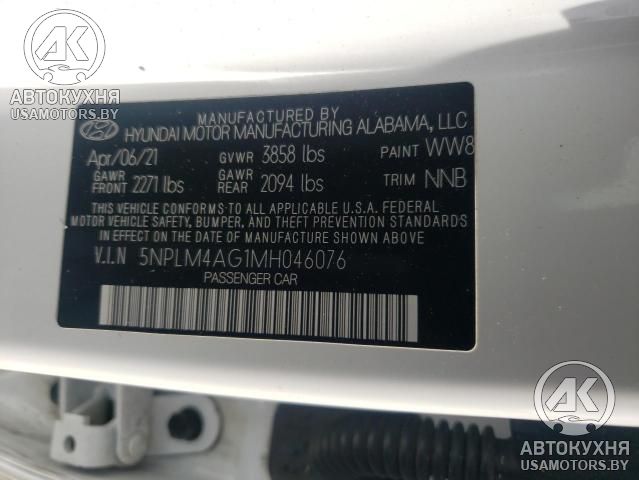 AK
АВТОКУХНЯ
USAMOTORS.BY
MANUFACTURED BY
HYUNDAI MOTOR MANUFACTURING ALABAMA, LLC
Apr/06/21 GVWR 3858 lbs PAINT WW8
GAWR FRONT 2271 lbs GAWR REAR 2094 lbs TRIM NNB
THIS VEHICLE CONFORMS TO ALL APPLICABLE U.S.A. FEDERAL
MOTOR VEHICLE SAFETY, BUMPER, AND THEFT PREVENTION STANDARDS
IN EFFECT ON THE DATE OF MANUFACTURE SHOWN ABOVE.
V.I.N 5NPLM4AG1MH046076
PASSENGER CAR
AK
АВТОКУХНЯ
USAMOTORS.BY